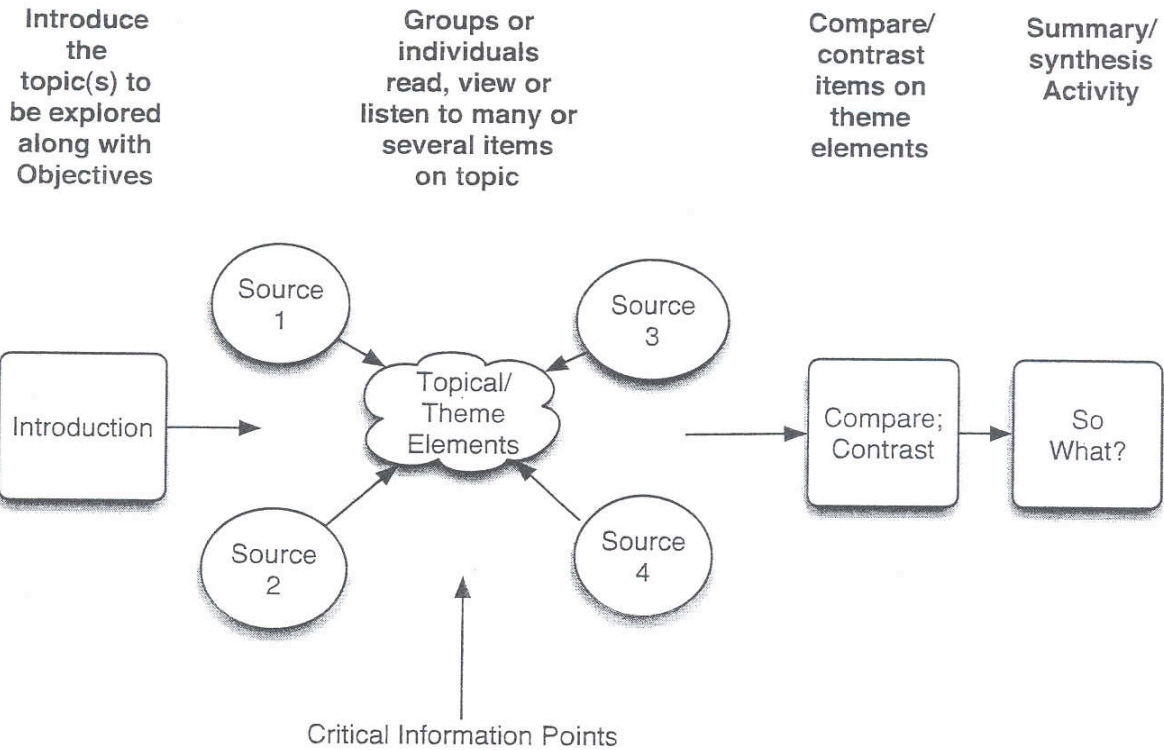 Introduce
the
topic(s) to
be explored
along with
Objectives
Groups or
individuals
read, view or
listen to many or
several items
on topic
Compare/
contrast
items on
theme
elements
Summary/
synthesis
Activity
Introduction
Source
1
Source
2
Topical/
Theme
Elements
Source
3
Source
4
Compare;
Contrast
So
What?
Critical Information Points